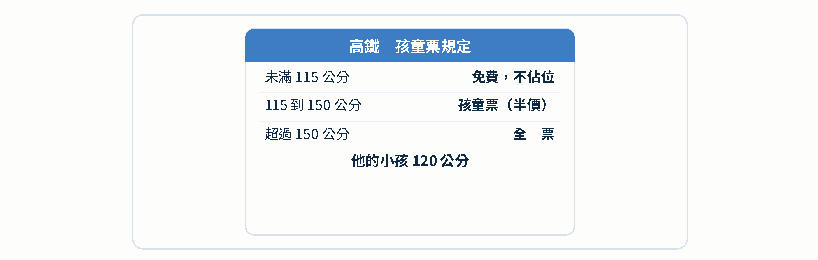 高鐵　孩童票規定
未滿 115 公分　免費，不佔位
115 到 150 公分　孩童票（半價）
超過 150 公分　全　票
他的小孩 120 公分